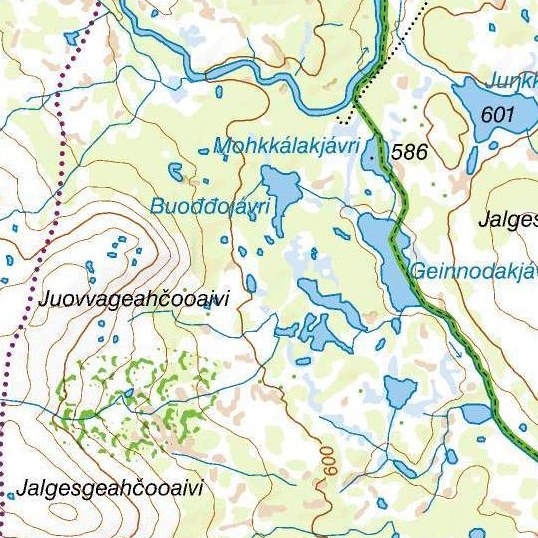 Junkk
601
Mohkkálakjávri
586
Buođđojávri
Jalges
Geinnodakjáv
Juovvageahčooaivi
600
Jalgesgeahčooaivi